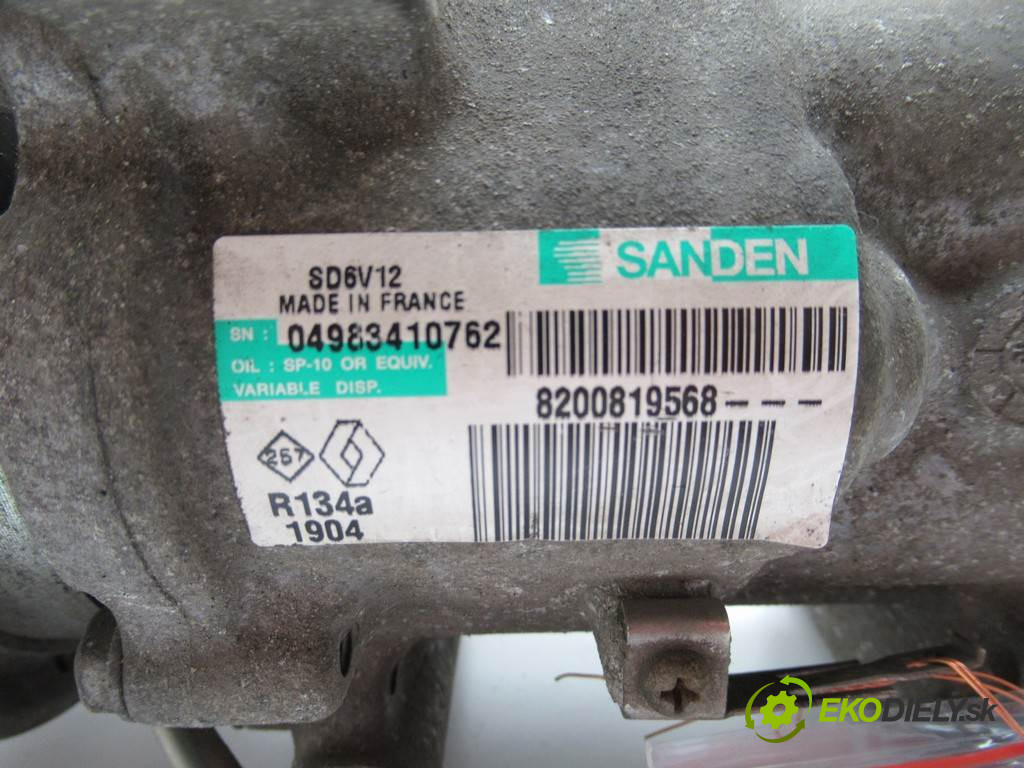 SANDEN
SD6V12
MADE IN FRANCE
SN : 04983410762
OIL : SP-10 OR EQUIV.
VARIABLE DISP.
8200819568---
267
R134a
1904
EKODIELY.sk